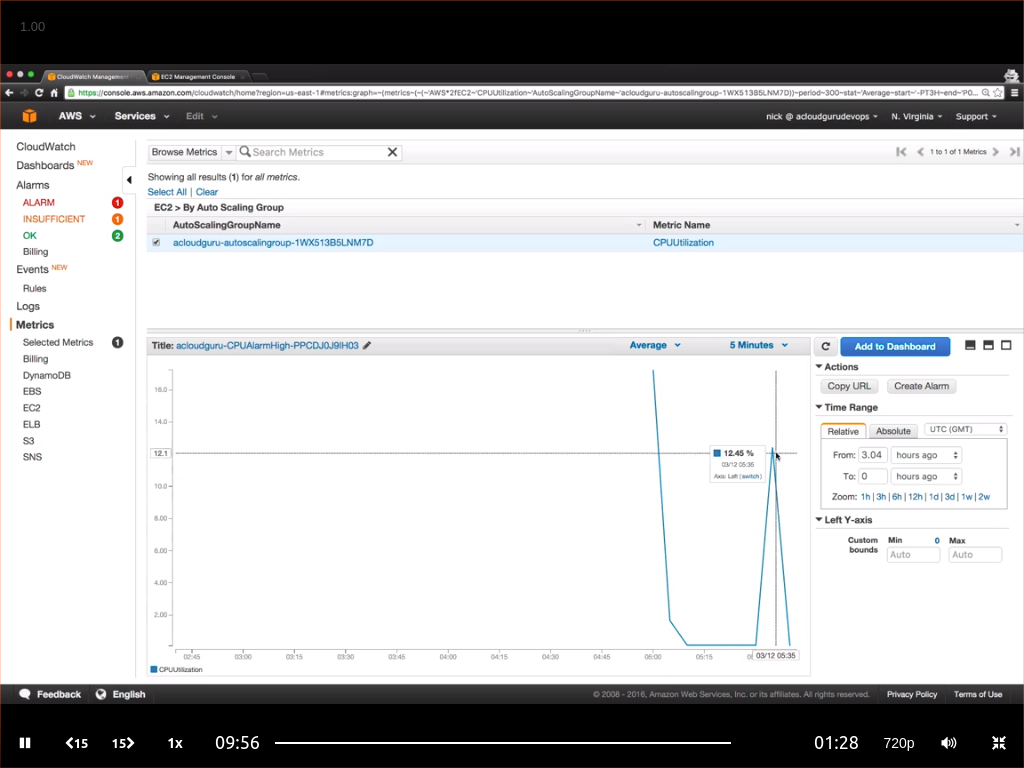 1.00
CloudWatch Managemen
EC2 Management Console
https://console.aws.amazon.com/cloudwatch/home?region=us-east-1#metrics:graph=~(metrics~(~(~'AWS*2fEC2~'CPUUtilization~'AutoScalingGroupName~'acloudguru-autoscalingroup-1WX513B5LNM7D))~period~300~stat~'Average~start~'-PT3H~end~'P0...
AWS Services Edit nick @ acloudgurudevops N. Virginia Support
CloudWatch
Dashboards NEW
Alarms
ALARM 1
INSUFFICIENT 1
OK 2
Billing
Events NEW
Rules
Logs
Metrics
Selected Metrics 1
Billing
DynamoDB
EBS
EC2
ELB
S3
SNS
Browse Metrics Search Metrics
1 to 1 of 1 Metrics
Showing all results (1) for all metrics.
Select All | Clear
EC2 > By Auto Scaling Group
AutoScalingGroupName Metric Name
acloudguru-autoscalingroup-1WX513B5LNM7D CPUUtilization
Title: acloudguru-CPUAlarmHigh-PPCDJ0J9IH03 Average 5 Minutes
16.0
14.0
12.1
10.0
8.00
6.00
4.00
2.00
12.45 %
03/12 05:35
Axis: Left (switch)
02:45 03:00 03:15 03:30 03:45 04:00 04:15 04:30 04:45 05:00 05:15 03/12 05:35
CPUUtilization
Add to Dashboard
Actions
Copy URL Create Alarm
Time Range
Relative Absolute UTC (GMT)
From: 3.04 hours ago
To: 0 hours ago
Zoom: 1h | 3h | 6h | 12h | 1d | 3d | 1w | 2w
Left Y-axis
Custom bounds Min 0 Max
Auto Auto
Feedback English © 2008 - 2016, Amazon Web Services, Inc. or its affiliates. All rights reserved. Privacy Policy Terms of Use
15 15 1x 09:56 01:28 720p